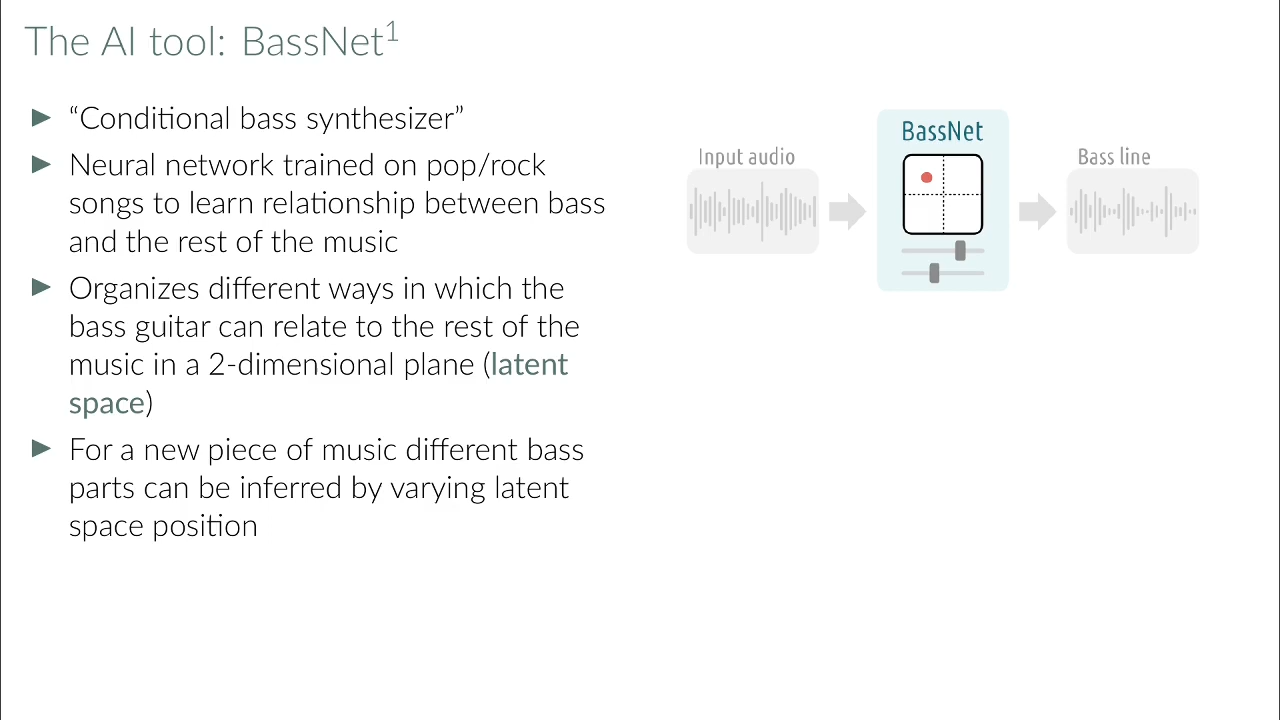 The AI tool: BassNet1
► “Conditional bass synthesizer”
► Neural network trained on pop/rock
songs to learn relationship between bass
and the rest of the music
► Organizes different ways in which the
bass guitar can relate to the rest of the
music in a 2-dimensional plane (latent
space)
► For a new piece of music different bass
parts can be inferred by varying latent
space position
Input audio
BassNet
Bass line